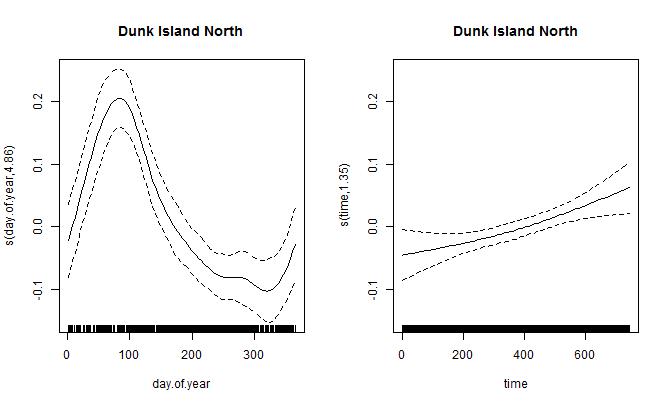 Dunk Island North
s(day.of.year,4.86)
0.2
0.1
0.0
-0.1
0 100 200 300
day.of.year
Dunk Island North
s(time,1.35)
0.2
0.1
0.0
-0.1
0 200 400 600
time